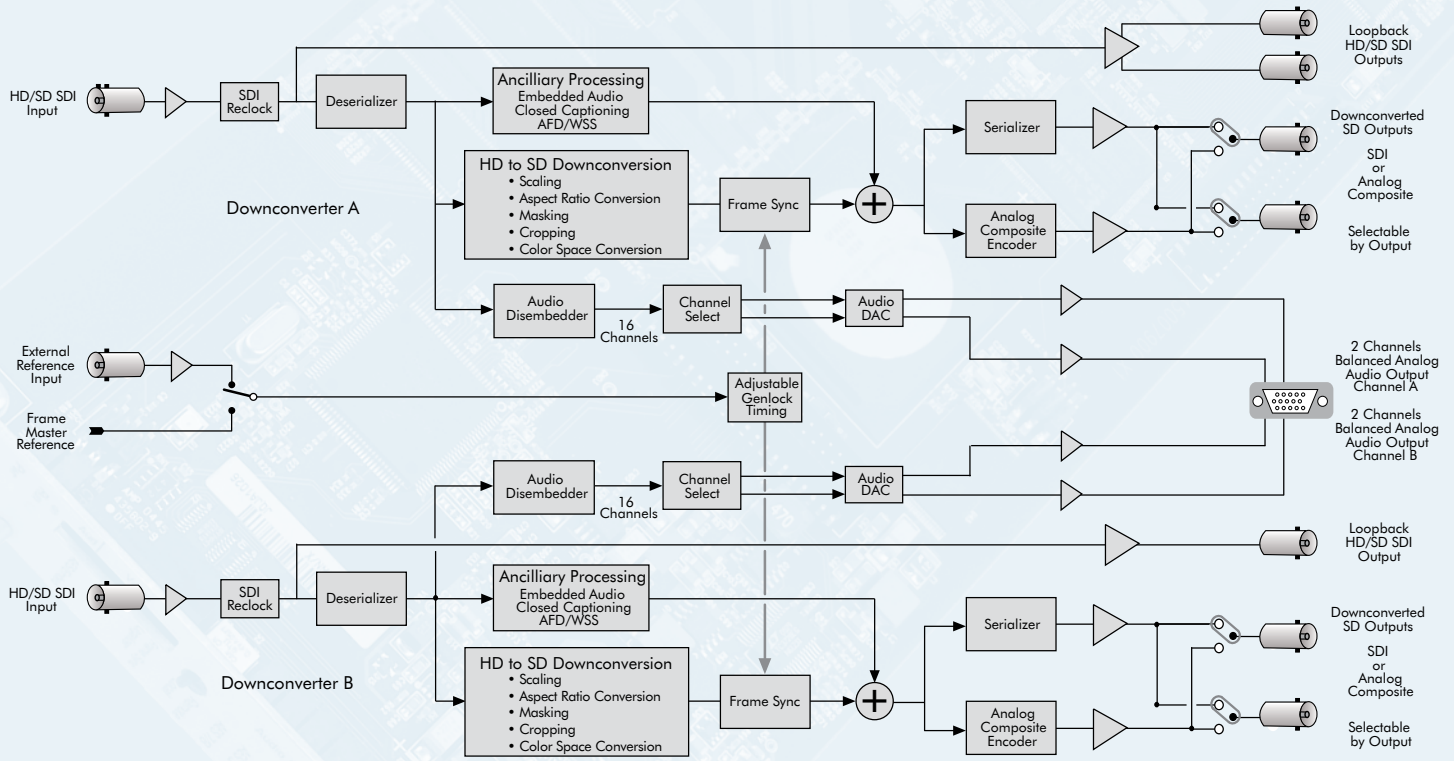 Loopback
HD/SD SDI
Outputs
HD/SD SDI
Input
SDI
Reclock
Deserializer
Ancilliary Processing
Embedded Audio
Closed Captioning
AFD/WSS
Serializer
Downconverted
SD Outputs
SDI
or
Analog
Composite
Selectable
by Output
Downconverter A
HD to SD Downconversion
• Scaling
• Aspect Ratio Conversion
• Masking
• Cropping
• Color Space Conversion
Frame Sync
+
Analog
Composite
Encoder
Audio
Disembedder
16
Channels
Channel
Select
Audio
DAC
External
Reference
Input
Frame
Master
Reference
Adjustable
Genlock
Timing
2 Channels
Balanced Analog
Audio Output
Channel A
2 Channels
Balanced Analog
Audio Output
Channel B
Audio
Disembedder
16
Channels
Channel
Select
Audio
DAC
Loopback
HD/SD SDI
Output
HD/SD SDI
Input
SDI
Reclock
Deserializer
Ancilliary Processing
Embedded Audio
Closed Captioning
AFD/WSS
Serializer
Downconverted
SD Outputs
SDI
or
Analog
Composite
Selectable
by Output
Downconverter B
HD to SD Downconversion
• Scaling
• Aspect Ratio Conversion
• Masking
• Cropping
• Color Space Conversion
Frame Sync
+
Analog
Composite
Encoder